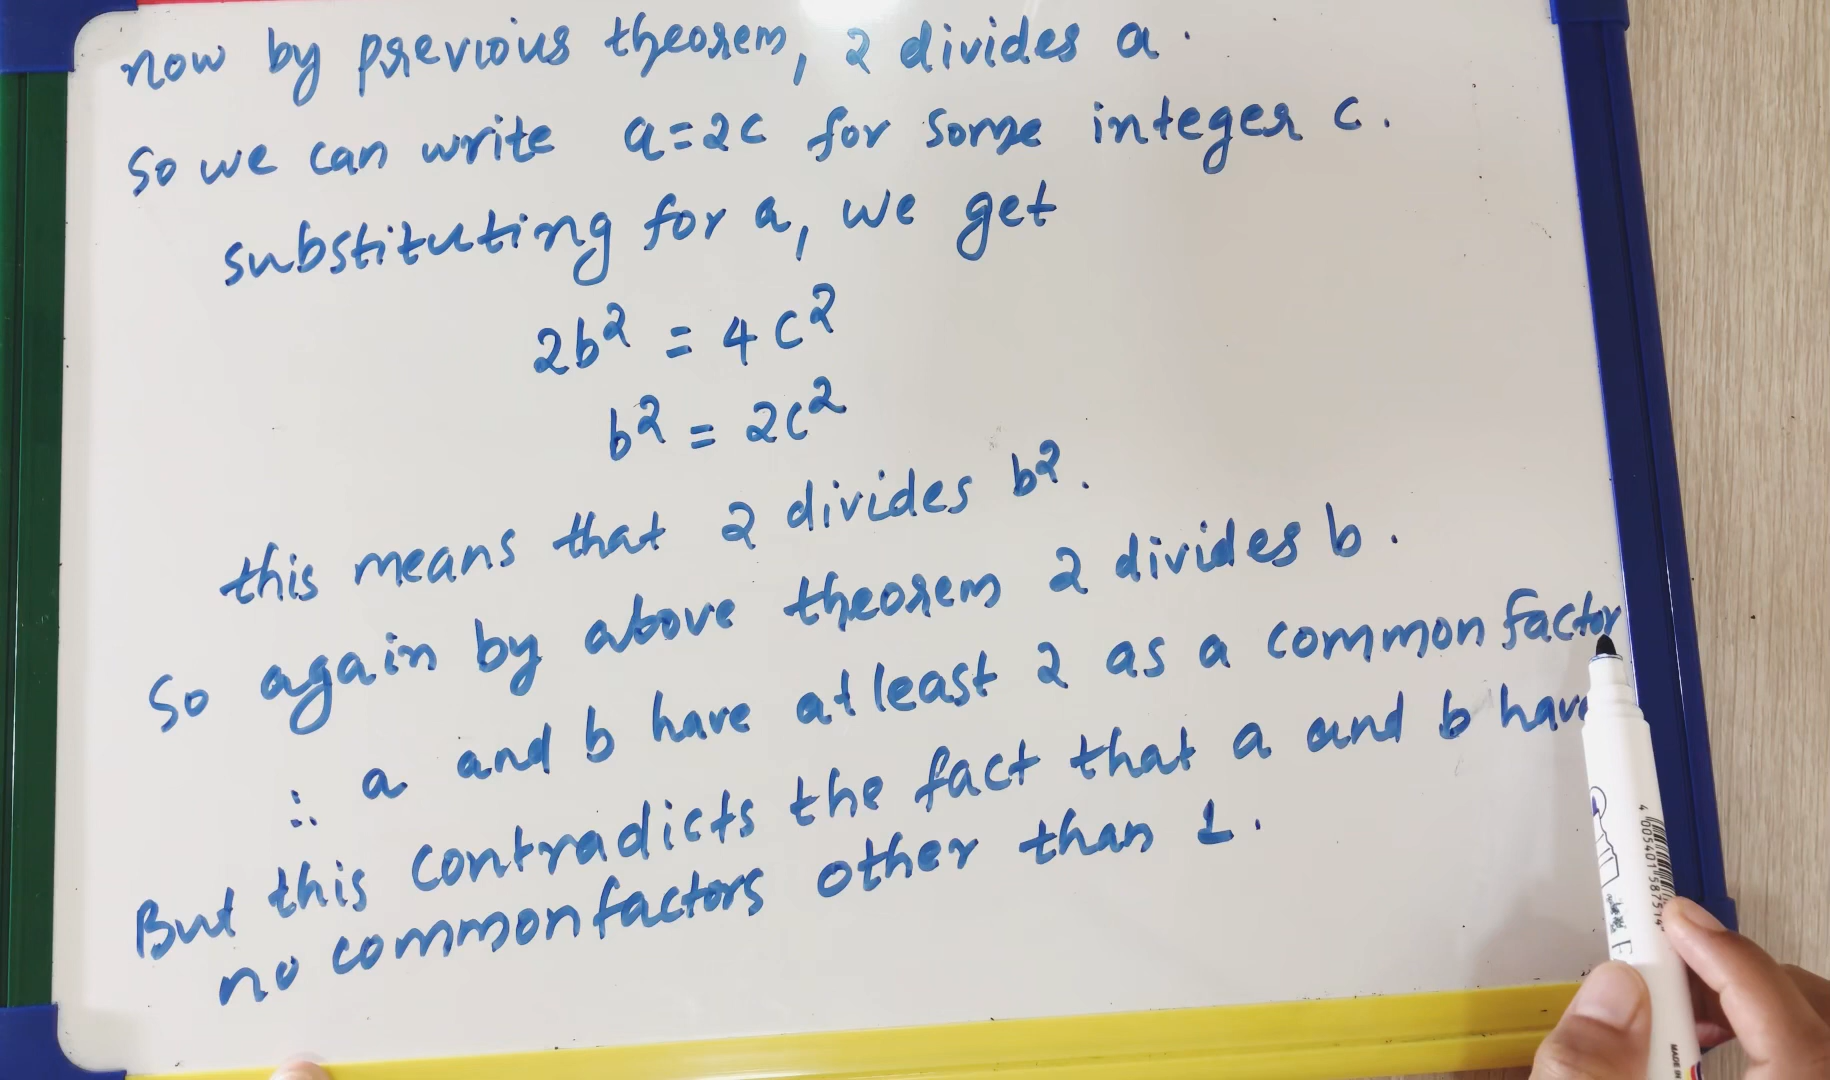 now by previous theorem, 2 divides a.
So we can write a=2c for some integer c.
substituting for a, we get
2b² = 4c²
b² = 2c²
this means that 2 divides b².
So again by above theorem 2 divides b.
∴ a and b have atleast 2 as a common factor
But this contradicts the fact that a and b have
no common factors other than 1.
MADE IN